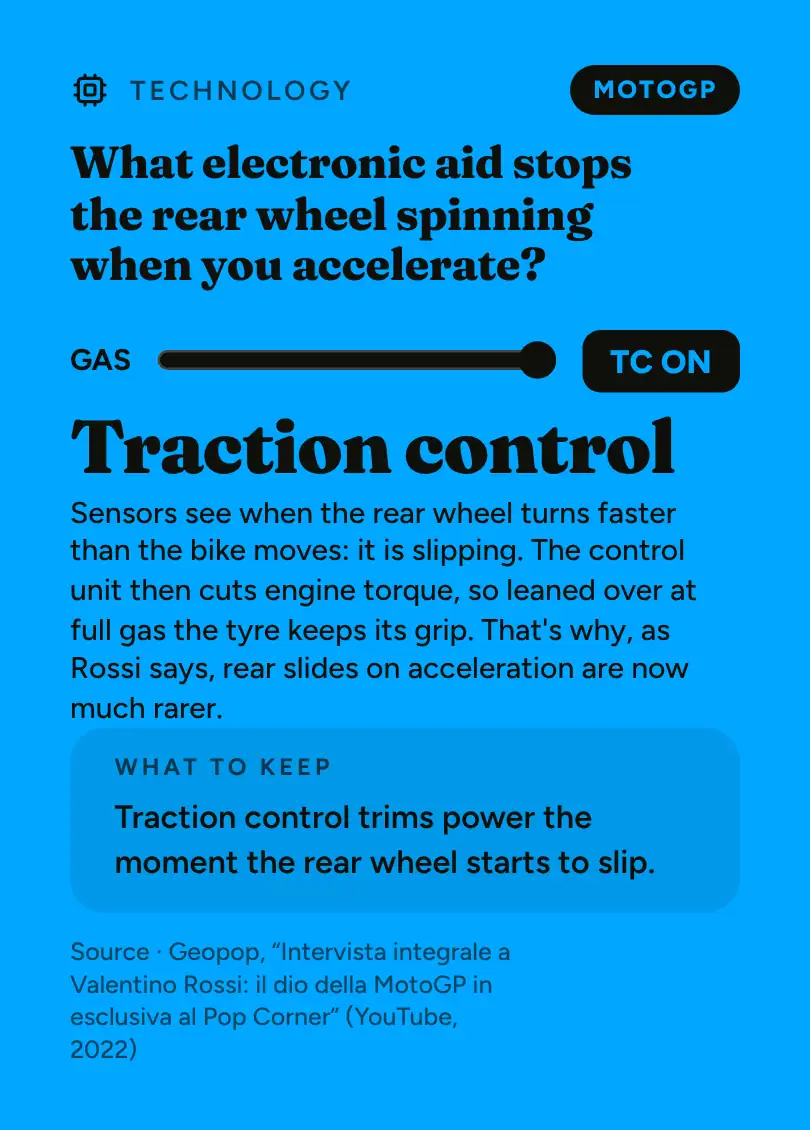 TECHNOLOGY
MOTOGP
What electronic aid stops
the rear wheel spinning
when you accelerate?
GAS
TC ON
Traction control
Sensors see when the rear wheel turns faster
than the bike moves: it is slipping. The control
unit then cuts engine torque, so leaned over at
full gas the tyre keeps its grip. That's why, as
Rossi says, rear slides on acceleration are now
much rarer.
WHAT TO KEEP
Traction control trims power the
moment the rear wheel starts to slip.
Source · Geopop, “Intervista integrale a
Valentino Rossi: il dio della MotoGP in
esclusiva al Pop Corner” (YouTube,
2022)